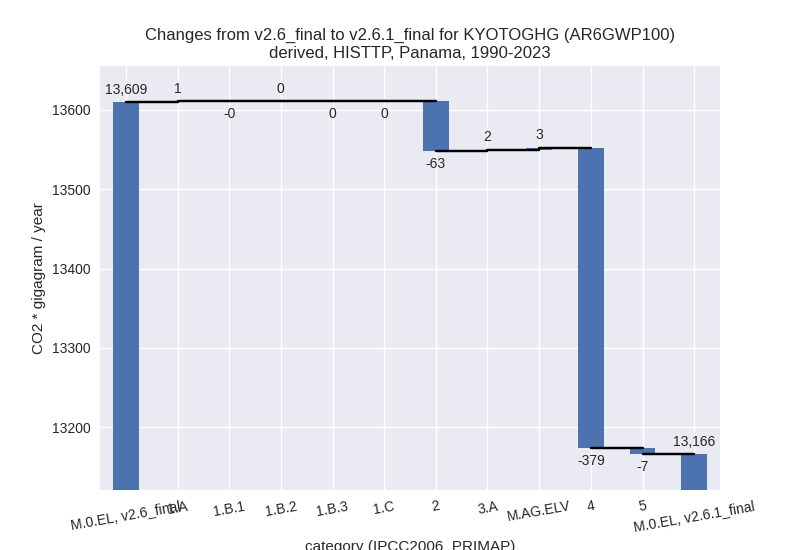 Changes from v2.6_final to v2.6.1_final for KYOTOGHG (AR6GWP100)
derived, HISTTP, Panama, 1990-2023
13,609
1
-0
0
0
0
-63
2
3
-379
-7
13,166
13600
13500
13400
13300
13200
CO2 * gigagram / year
M.0.EL, v2.6_final
1.A
1.B.1
1.B.2
1.B.3
1.C
2
3.A
M.AG.ELV
4
5
M.0.EL, v2.6.1_final
category (IPCC2006_PRIMAP)